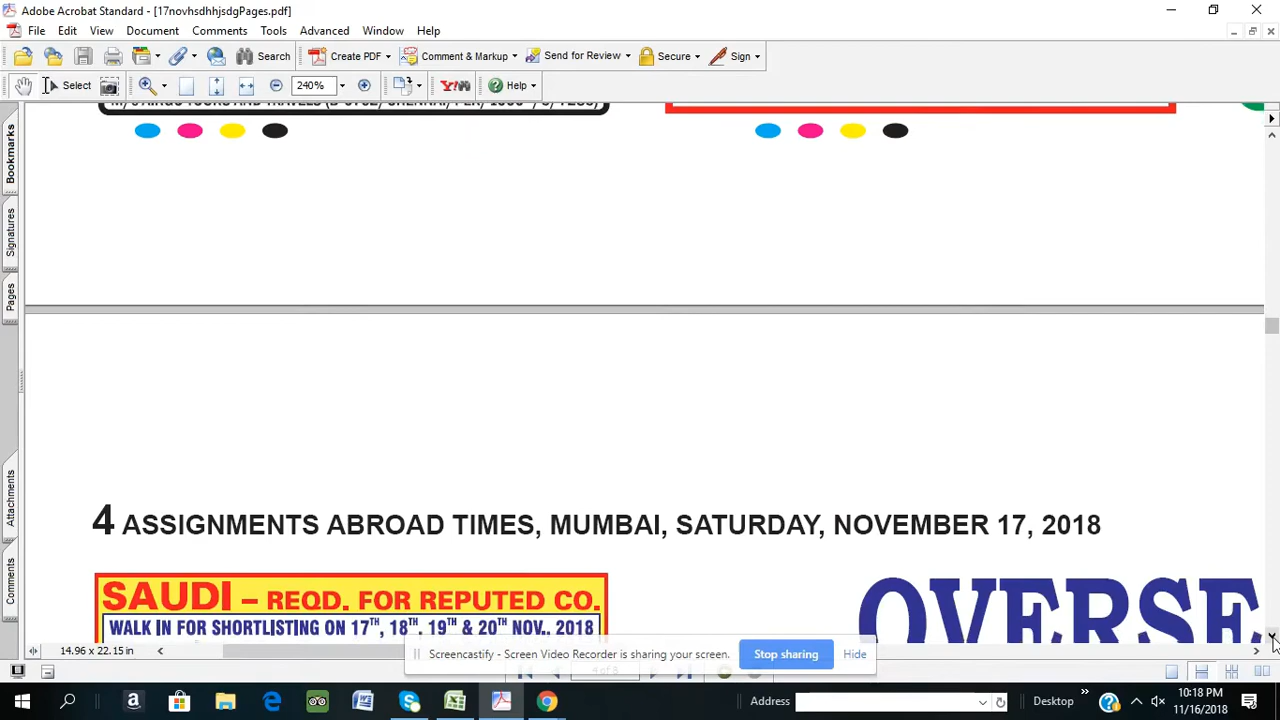 Adobe Acrobat Standard - [17novhsdhhjsdgPages.pdf]
File Edit View Document Comments Tools Advanced Window Help
Search Create PDF Comment & Markup Send for Review Secure Sign
Select 240% Y! Help
Bookmarks
Signatures
Pages
Attachments
Comments
4 ASSIGNMENTS ABROAD TIMES, MUMBAI, SATURDAY, NOVEMBER 17, 2018
SAUDI – REQD. FOR REPUTED CO.
WALK IN FOR SHORTLISTING ON 17TH, 18TH, 19TH & 20TH NOV., 2018
OVERSE
Screencastify - Screen Video Recorder is sharing your screen. Stop sharing Hide
14.96 x 22.15 in
4 of 8
Address Desktop 10:18 PM
11/16/2018